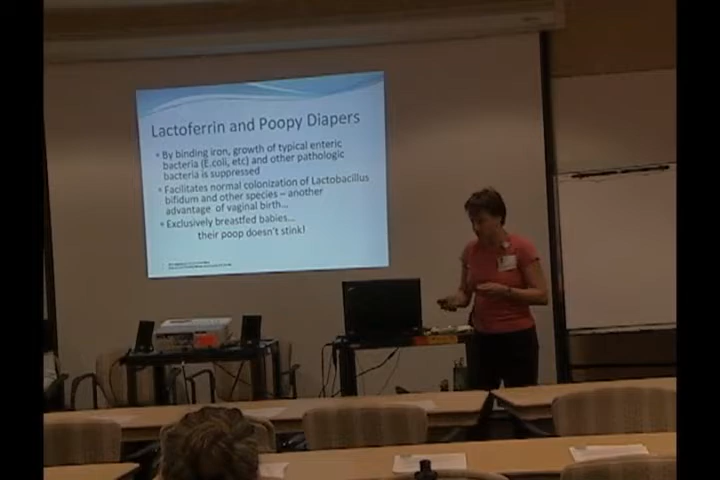 Lactoferrin and Poopy Diapers
• By binding iron, growth of typical enteric
bacteria (E.coli, etc) and other pathologic
bacteria is suppressed
• Facilitates normal colonization of Lactobacillus
bifidum and other species – another
advantage of vaginal birth...
• Exclusively breastfed babies...
their poop doesn't stink!